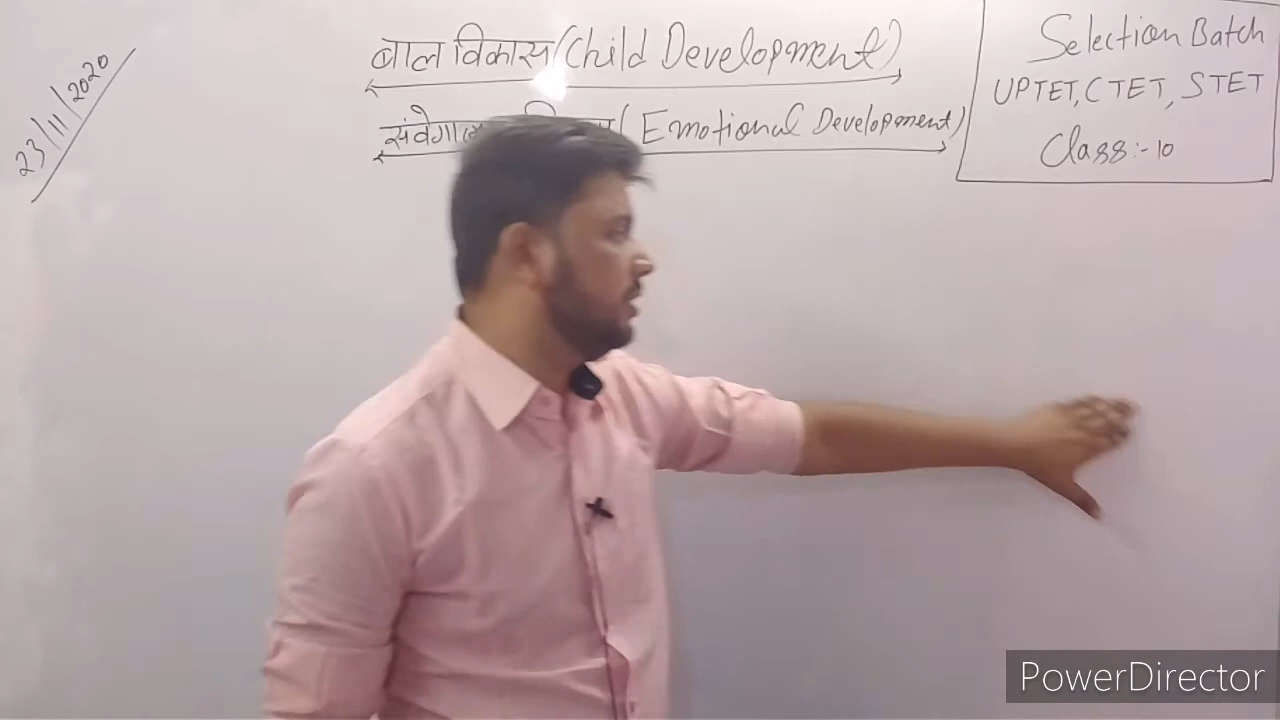 23/11/2020
बाल विकास (Child Development)
(Emotional Development)
Selection Batch
UPTET, CTET, STET
Class:- 10
PowerDirector